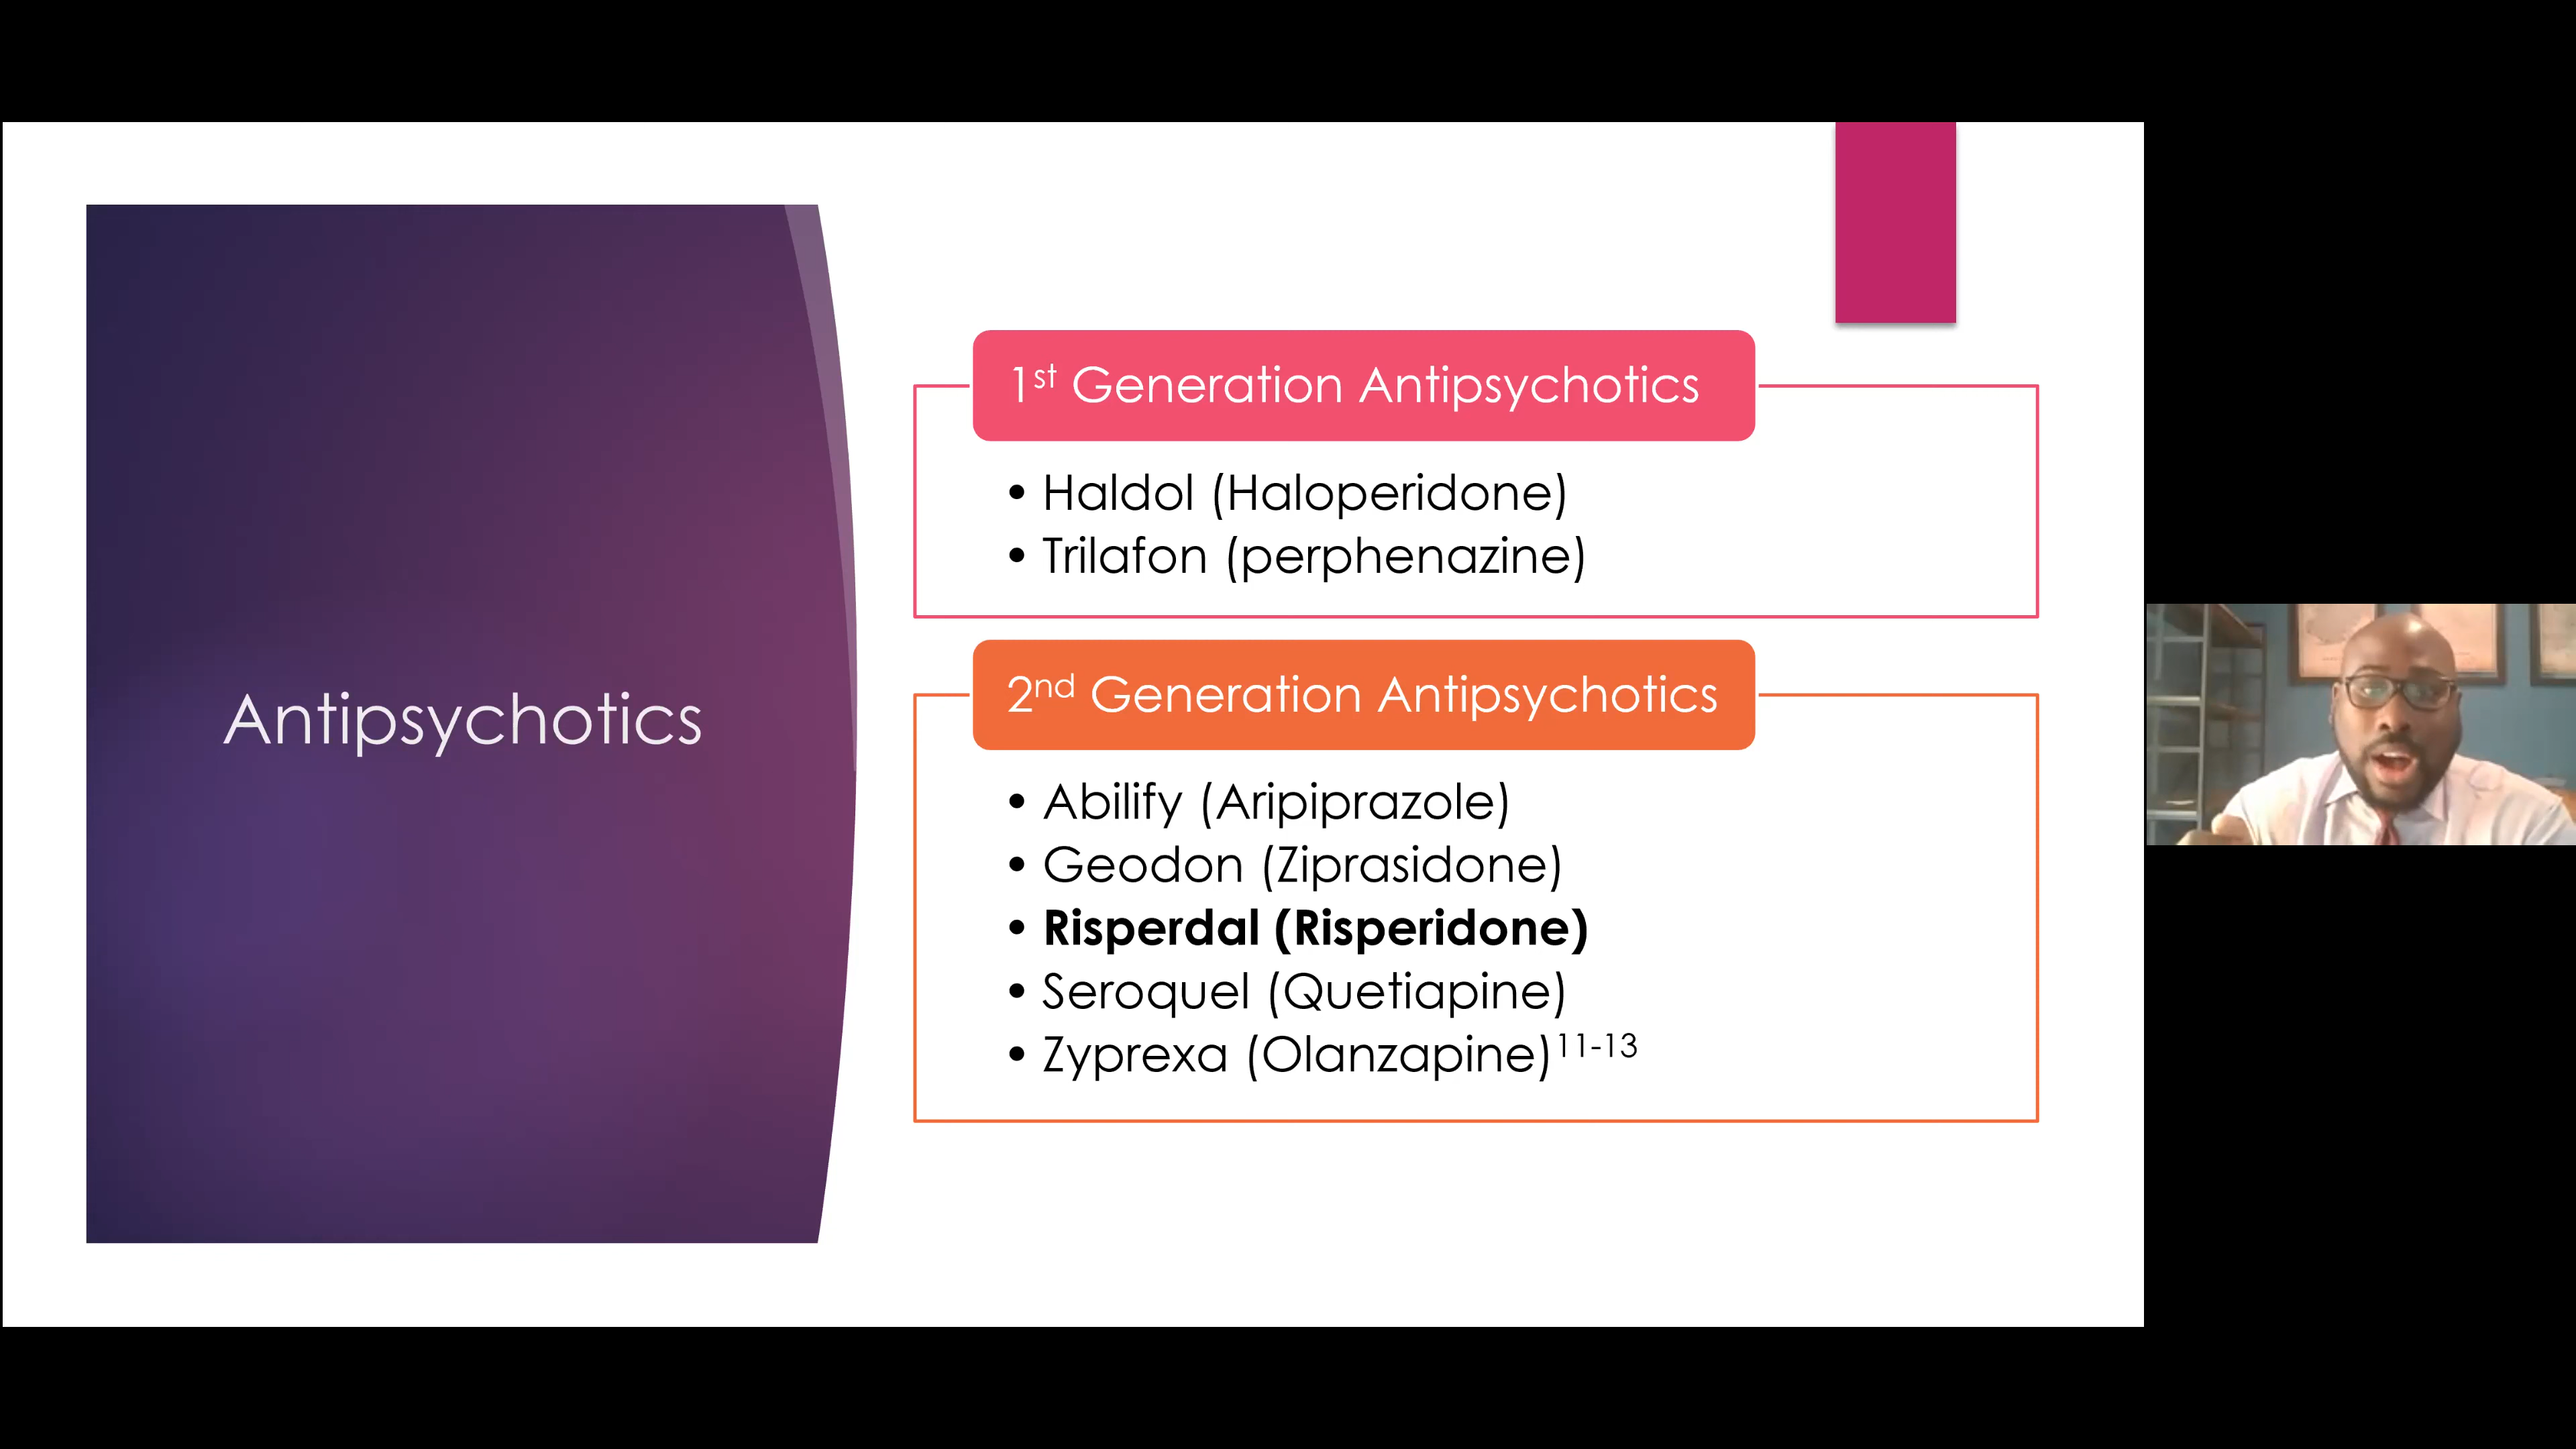 Antipsychotics
1st Generation Antipsychotics
• Haldol (Haloperidone)
• Trilafon (perphenazine)
2nd Generation Antipsychotics
• Abilify (Aripiprazole)
• Geodon (Ziprasidone)
• Risperdal (Risperidone)
• Seroquel (Quetiapine)
• Zyprexa (Olanzapine)11-13